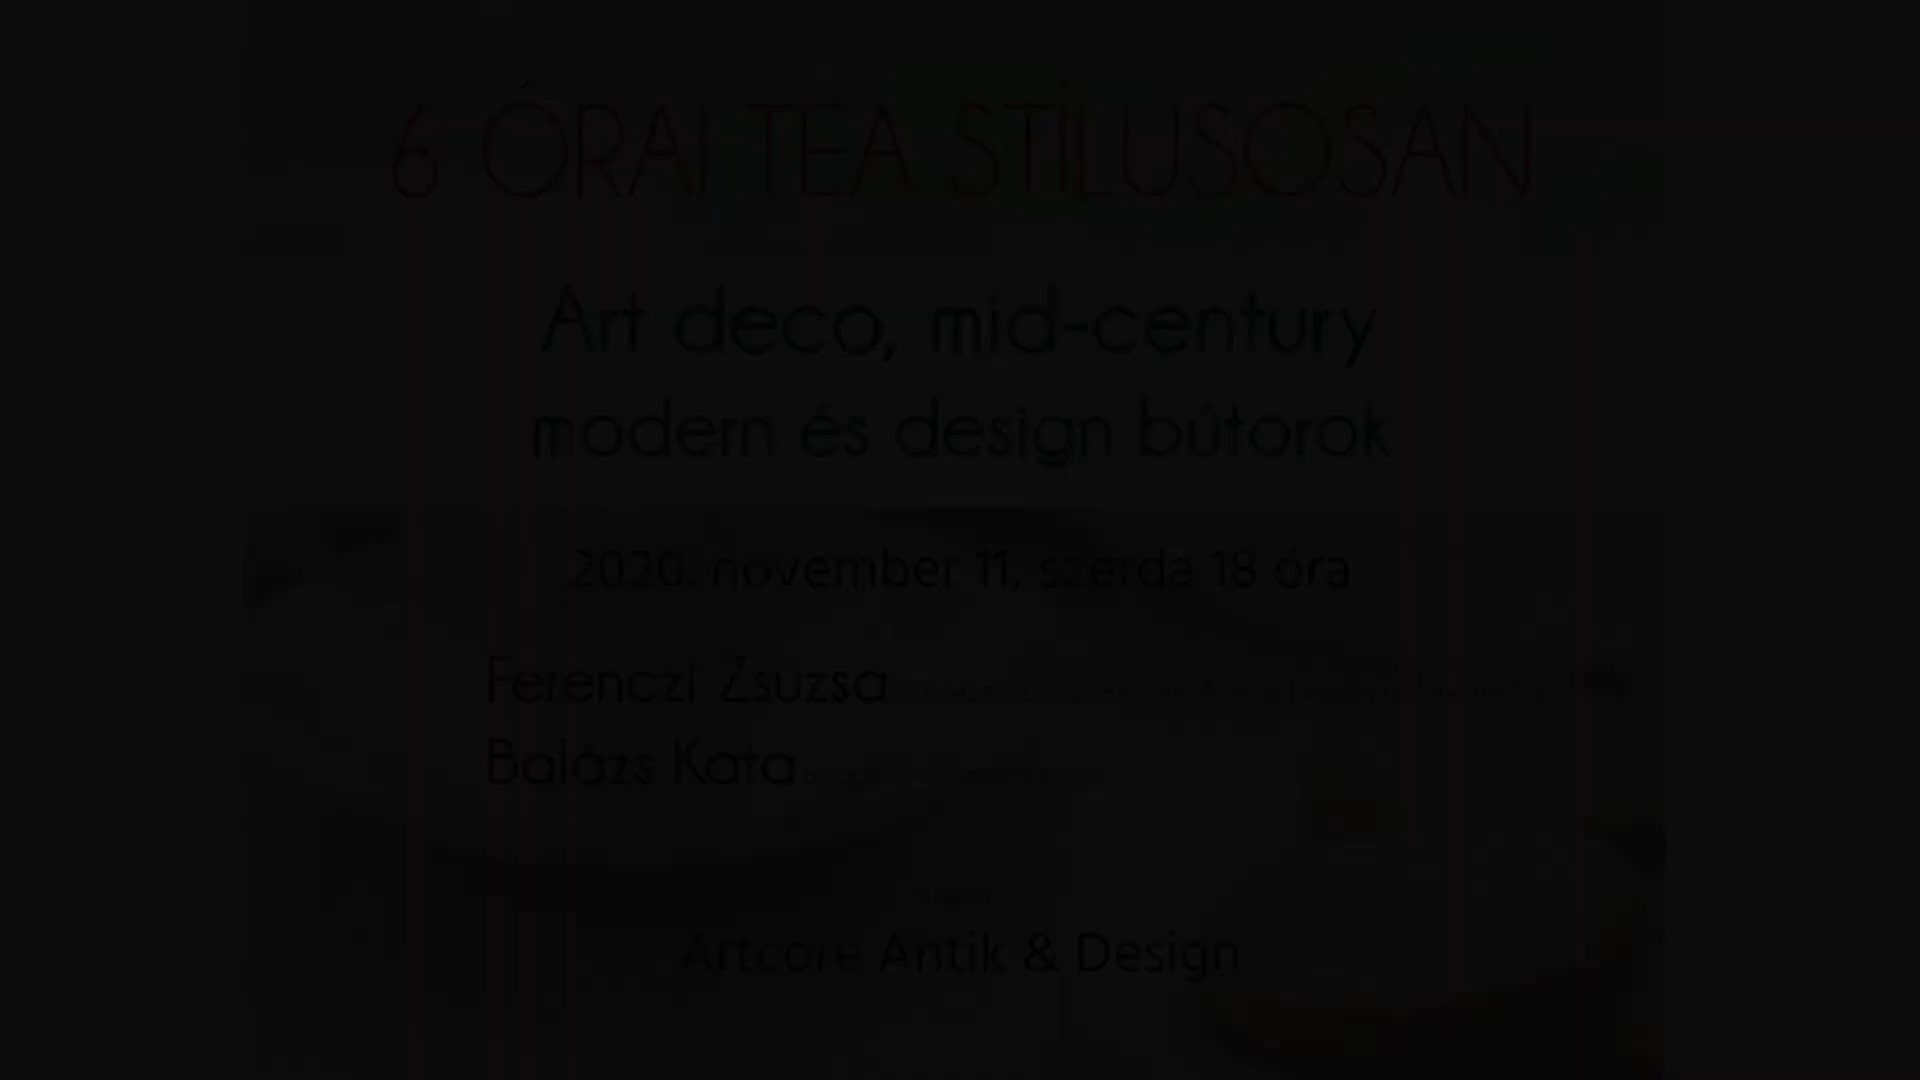 6 ÓRAI TEA STÍLUSOSAN
Art deco, mid-century
modern és design bútorok
2020. november 11, szerda 18 óra
Ferenczi Zsuzsa
Balázs Kata
Artcore Antik & Design